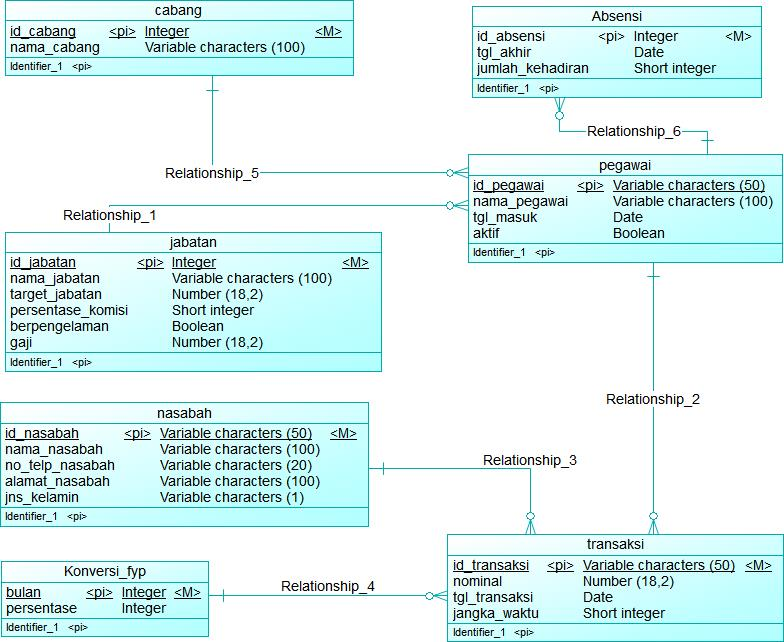 cabang
id_cabang <pi> Integer <M>
nama_cabang Variable characters (100)
Identifier_1 <pi>
Absensi
id_absensi <pi> Integer <M>
tgl_akhir Date
jumlah_kehadiran Short integer
Identifier_1 <pi>
Relationship_6
Relationship_5
pegawai
id_pegawai <pi> Variable characters (50)
nama_pegawai Variable characters (100)
tgl_masuk Date
aktif Boolean
Identifier_1 <pi>
Relationship_1
jabatan
id_jabatan <pi> Integer <M>
nama_jabatan Variable characters (100)
target_jabatan Number (18,2)
persentase_komisi Short integer
berpengelaman Boolean
gaji Number (18,2)
Identifier_1 <pi>
Relationship_2
nasabah
id_nasabah <pi> Variable characters (50) <M>
nama_nasabah Variable characters (100)
no_telp_nasabah Variable characters (20)
alamat_nasabah Variable characters (100)
jns_kelamin Variable characters (1)
Identifier_1 <pi>
Relationship_3
transaksi
id_transaksi <pi> Variable characters (50) <M>
nominal Number (18,2)
tgl_transaksi Date
jangka_waktu Short integer
Identifier_1 <pi>
Konversi_fyp
bulan <pi> Integer <M>
persentase Integer
Identifier_1 <pi>
Relationship_4